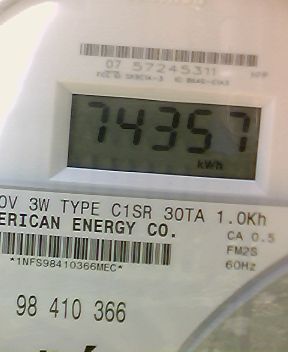 07 57245311
74357
kWh
0V 3W TYPE C1SR 30TA 1.0Kh
ERICAN ENERGY CO.
CA 0.5
FM2S
60Hz
*1NFS98410366MEC*
98 410 366